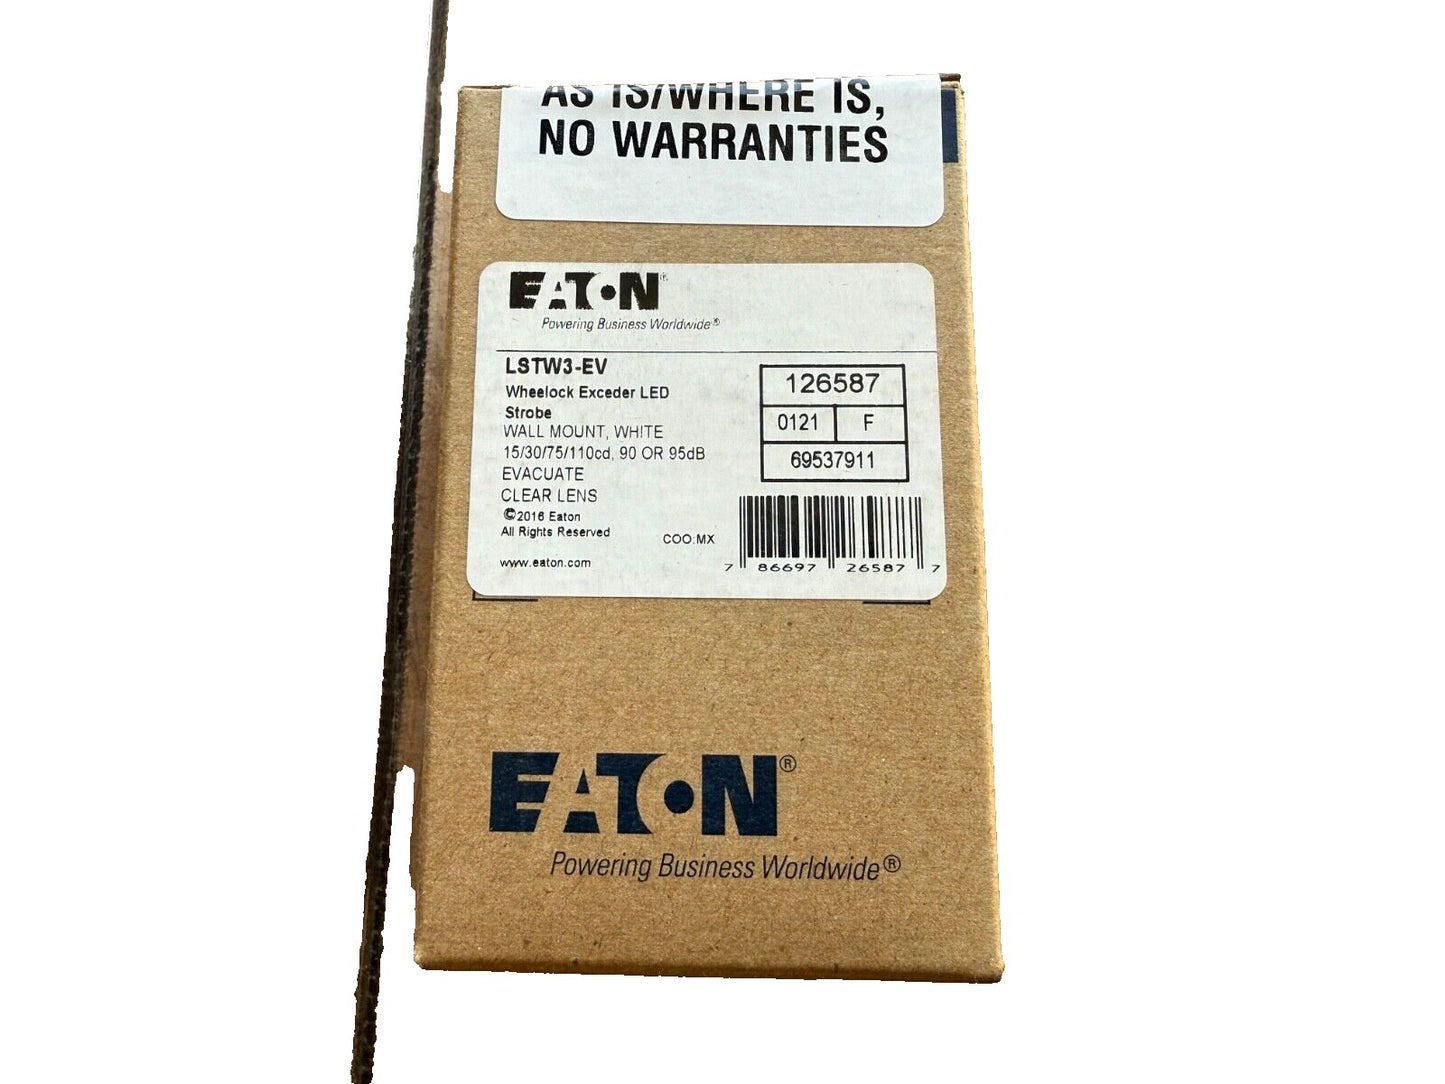 AS IS/WHERE IS,
NO WARRANTIES
EATON®
Powering Business Worldwide®
LSTW3-EV
Wheelock Exceder LED
Strobe
WALL MOUNT, WHITE
15/30/75/110cd, 90 OR 95dB
EVACUATE
CLEAR LENS
©2016 Eaton
All Rights Reserved
www.eaton.com
COO:MX
126587
0121 F
69537911
7 86697 26587 7
EATON®
Powering Business Worldwide®